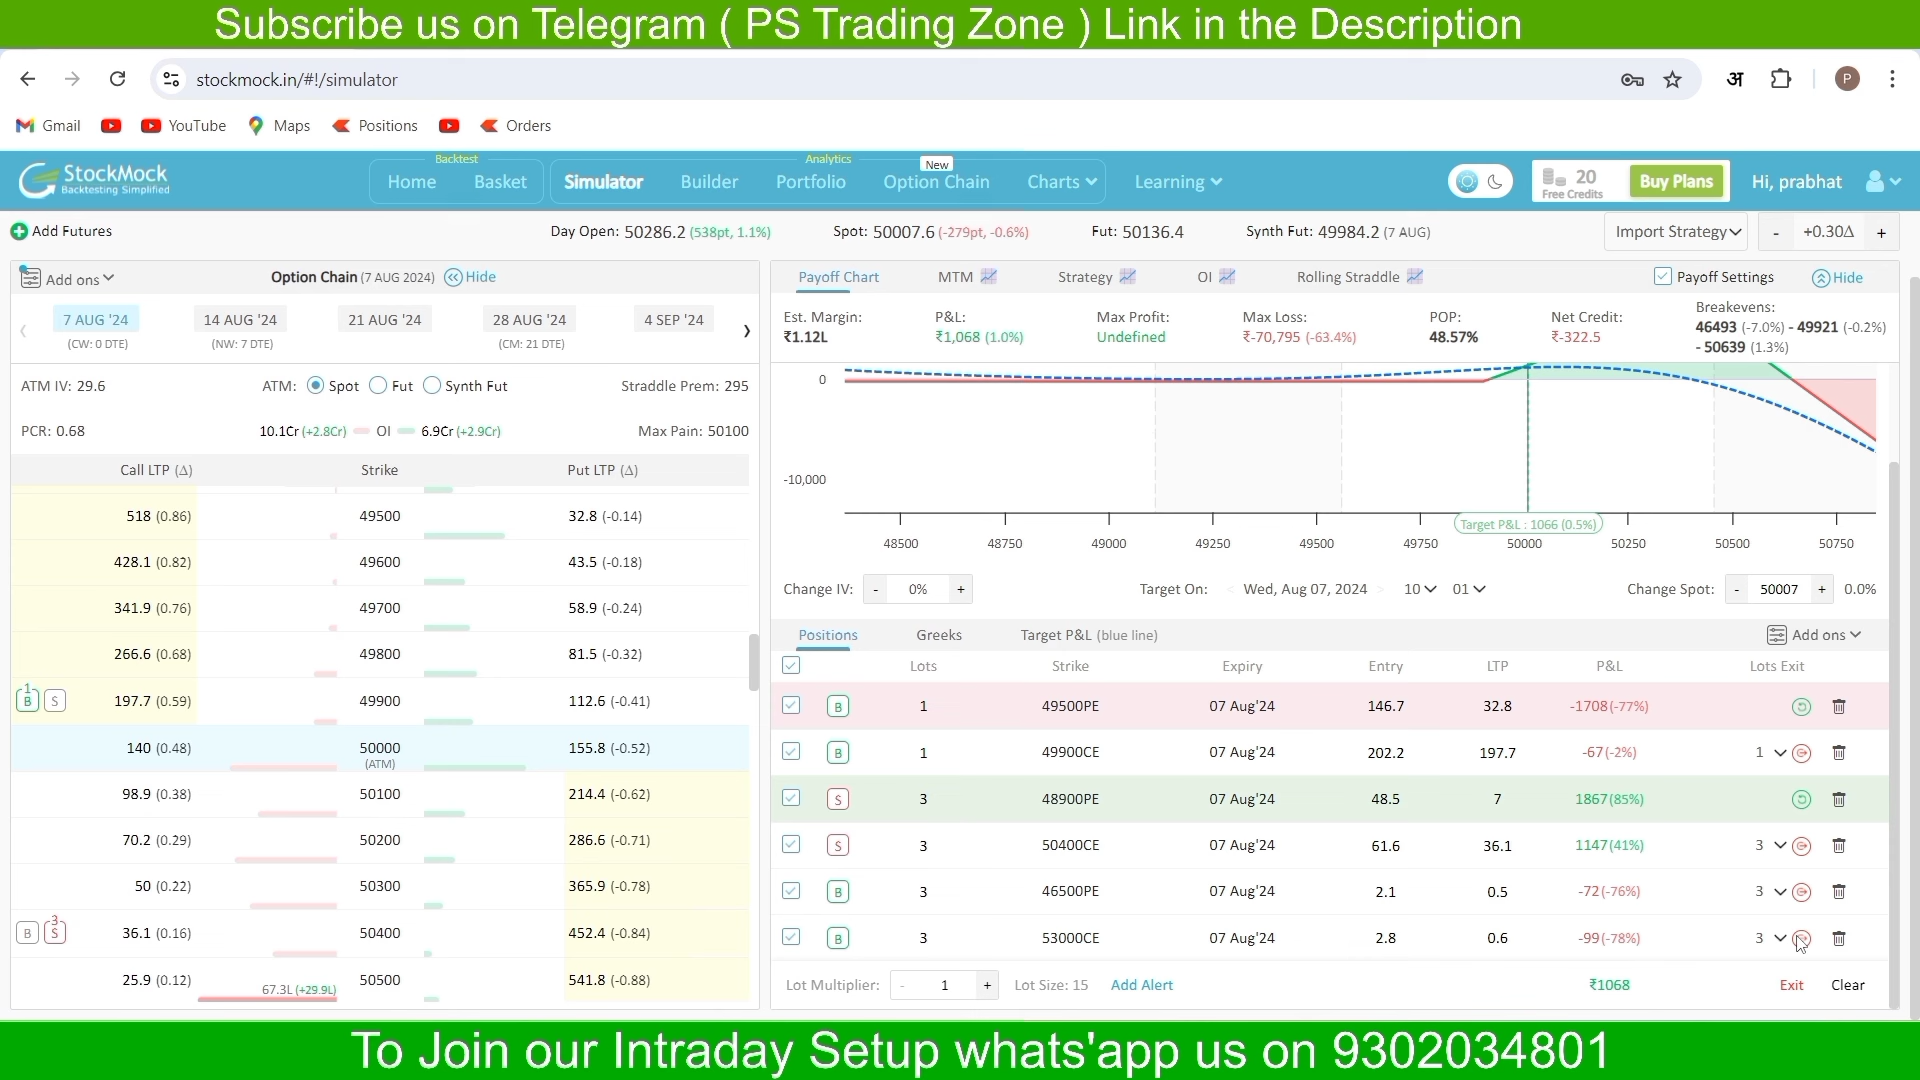 Subscribe us on Telegram ( PS Trading Zone ) Link in the Description
stockmock.in/#!/simulator
अ
P
Gmail YouTube Maps Positions Orders
StockMock
Backtesting Simplified
Backtest
Home Basket
Simulator Builder
Analytics
Portfolio
New
Option Chain Charts
Learning
20
Free Credits
Buy Plans
Hi, prabhat
Add Futures
Day Open: 50286.2 (538pt, 1.1%) Spot: 50007.6 (-279pt, -0.6%) Fut: 50136.4 Synth Fut: 49984.2 (7 AUG)
Import Strategy - +0.30Δ +
Add ons
Option Chain (7 AUG 2024) Hide
7 AUG '24 14 AUG '24 21 AUG '24 28 AUG '24 4 SEP '24
(CW: 0 DTE) (NW: 7 DTE) (CM: 21 DTE)
ATM IV: 29.6 ATM: Spot Fut Synth Fut Straddle Prem: 295
PCR: 0.68 10.1Cr (+2.8Cr) OI 6.9Cr (+2.9Cr) Max Pain: 50100
Call LTP (Δ) Strike Put LTP (Δ)
518 (0.86) 49500 32.8 (-0.14)
428.1 (0.82) 49600 43.5 (-0.18)
341.9 (0.76) 49700 58.9 (-0.24)
266.6 (0.68) 49800 81.5 (-0.32)
1
B S 197.7 (0.59) 49900 112.6 (-0.41)
140 (0.48) 50000 155.8 (-0.52)
(ATM)
98.9 (0.38) 50100 214.4 (-0.62)
70.2 (0.29) 50200 286.6 (-0.71)
50 (0.22) 50300 365.9 (-0.78)
3
B S 36.1 (0.16) 50400 452.4 (-0.84)
25.9 (0.12) 50500 541.8 (-0.88)
67.3L (+29.9L)
Payoff Chart MTM Strategy OI Rolling Straddle Payoff Settings Hide
Est. Margin: P&L: Max Profit: Max Loss: POP: Net Credit: Breakevens:
₹1.12L ₹1,068 (1.0%) Undefined ₹-70,795 (-63.4%) 48.57% ₹-322.5 46493 (-7.0%) - 49921 (-0.2%)
- 50639 (1.3%)
0
-10,000
Target P&L : 1066 (0.5%)
48500 48750 49000 49250 49500 49750 50000 50250 50500 50750
Change IV: - 0% + Target On: < Wed, Aug 07, 2024 > 10 01 Change Spot: - 50007 + 0.0%
Positions Greeks Target P&L (blue line) Add ons
Lots Strike Expiry Entry LTP P&L Lots Exit
B 1 49500PE 07 Aug'24 146.7 32.8 -1708(-77%)
B 1 49900CE 07 Aug'24 202.2 197.7 -67(-2%) 1
S 3 48900PE 07 Aug'24 48.5 7 1867(85%)
S 3 50400CE 07 Aug'24 61.6 36.1 1147(41%) 3
B 3 46500PE 07 Aug'24 2.1 0.5 -72(-76%) 3
B 3 53000CE 07 Aug'24 2.8 0.6 -99(-78%) 3
Lot Multiplier: - 1 + Lot Size: 15 Add Alert ₹1068 Exit Clear
To Join our Intraday Setup whats'app us on 9302034801